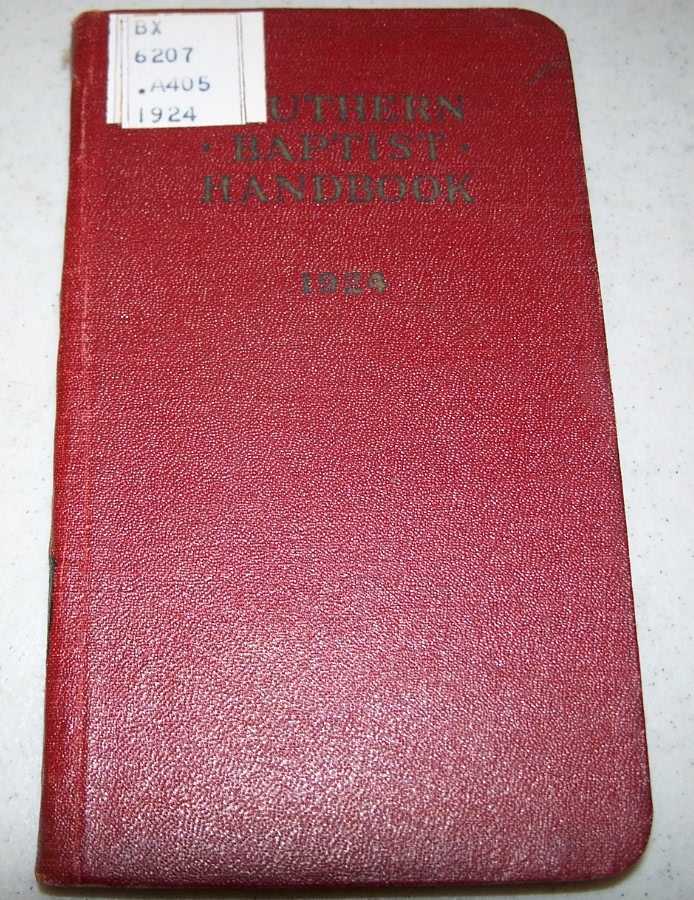 BX
6207
.A405
1924
UTHERN
· BAPTIST ·
HANDBOOK
1924